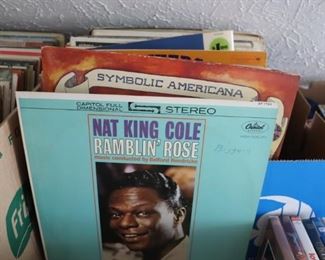 SYMBOLIC AMERICANA
CAPITOL FULL
DIMENSIONAL
STEREO
Capitol
NAT KING COLE
RAMBLIN' ROSE
music conducted by Belford Hendricks